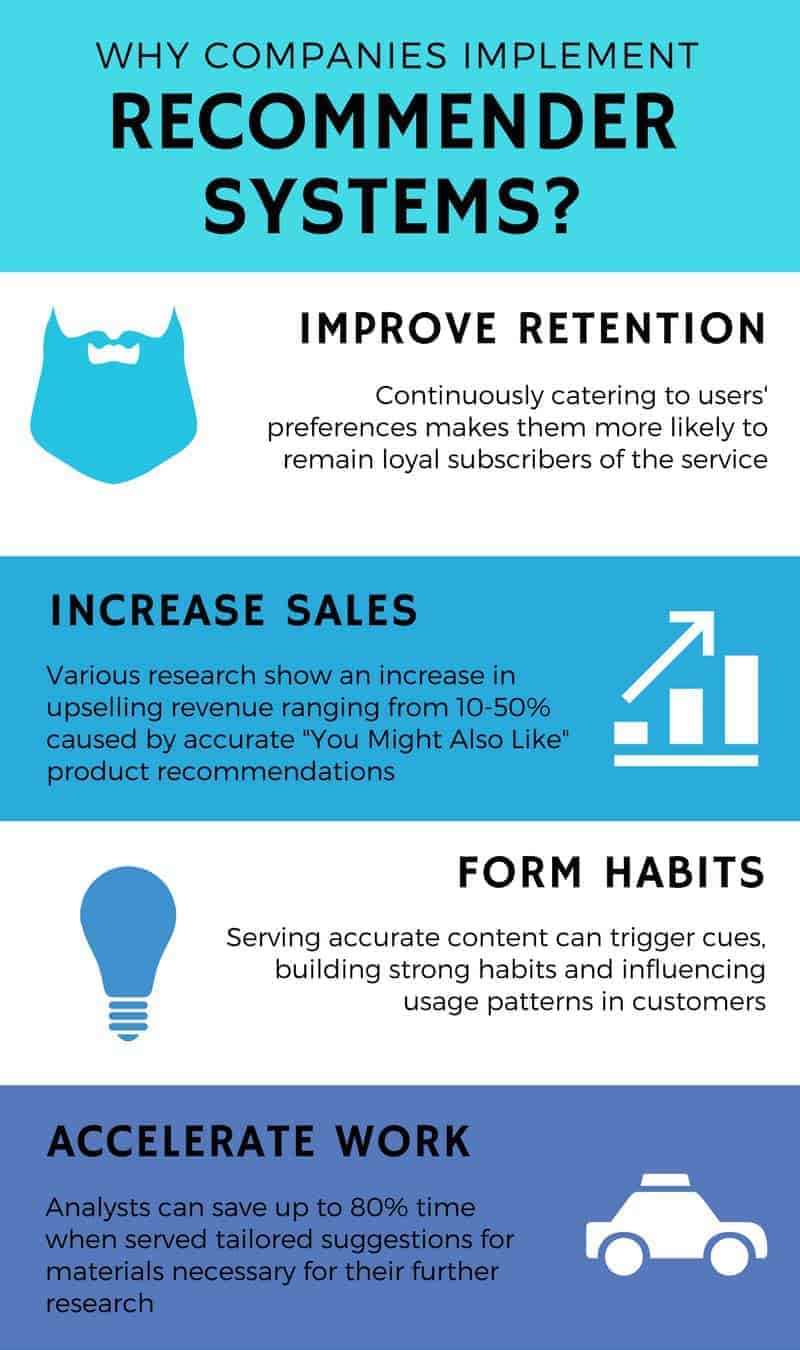 WHY COMPANIES IMPLEMENT
RECOMMENDER
SYSTEMS?
IMPROVE RETENTION
Continuously catering to users'
preferences makes them more likely to
remain loyal subscribers of the service
INCREASE SALES
Various research show an increase in
upselling revenue ranging from 10-50%
caused by accurate "You Might Also Like"
product recommendations
FORM HABITS
Serving accurate content can trigger cues,
building strong habits and influencing
usage patterns in customers
ACCELERATE WORK
Analysts can save up to 80% time
when served tailored suggestions for
materials necessary for their further
research